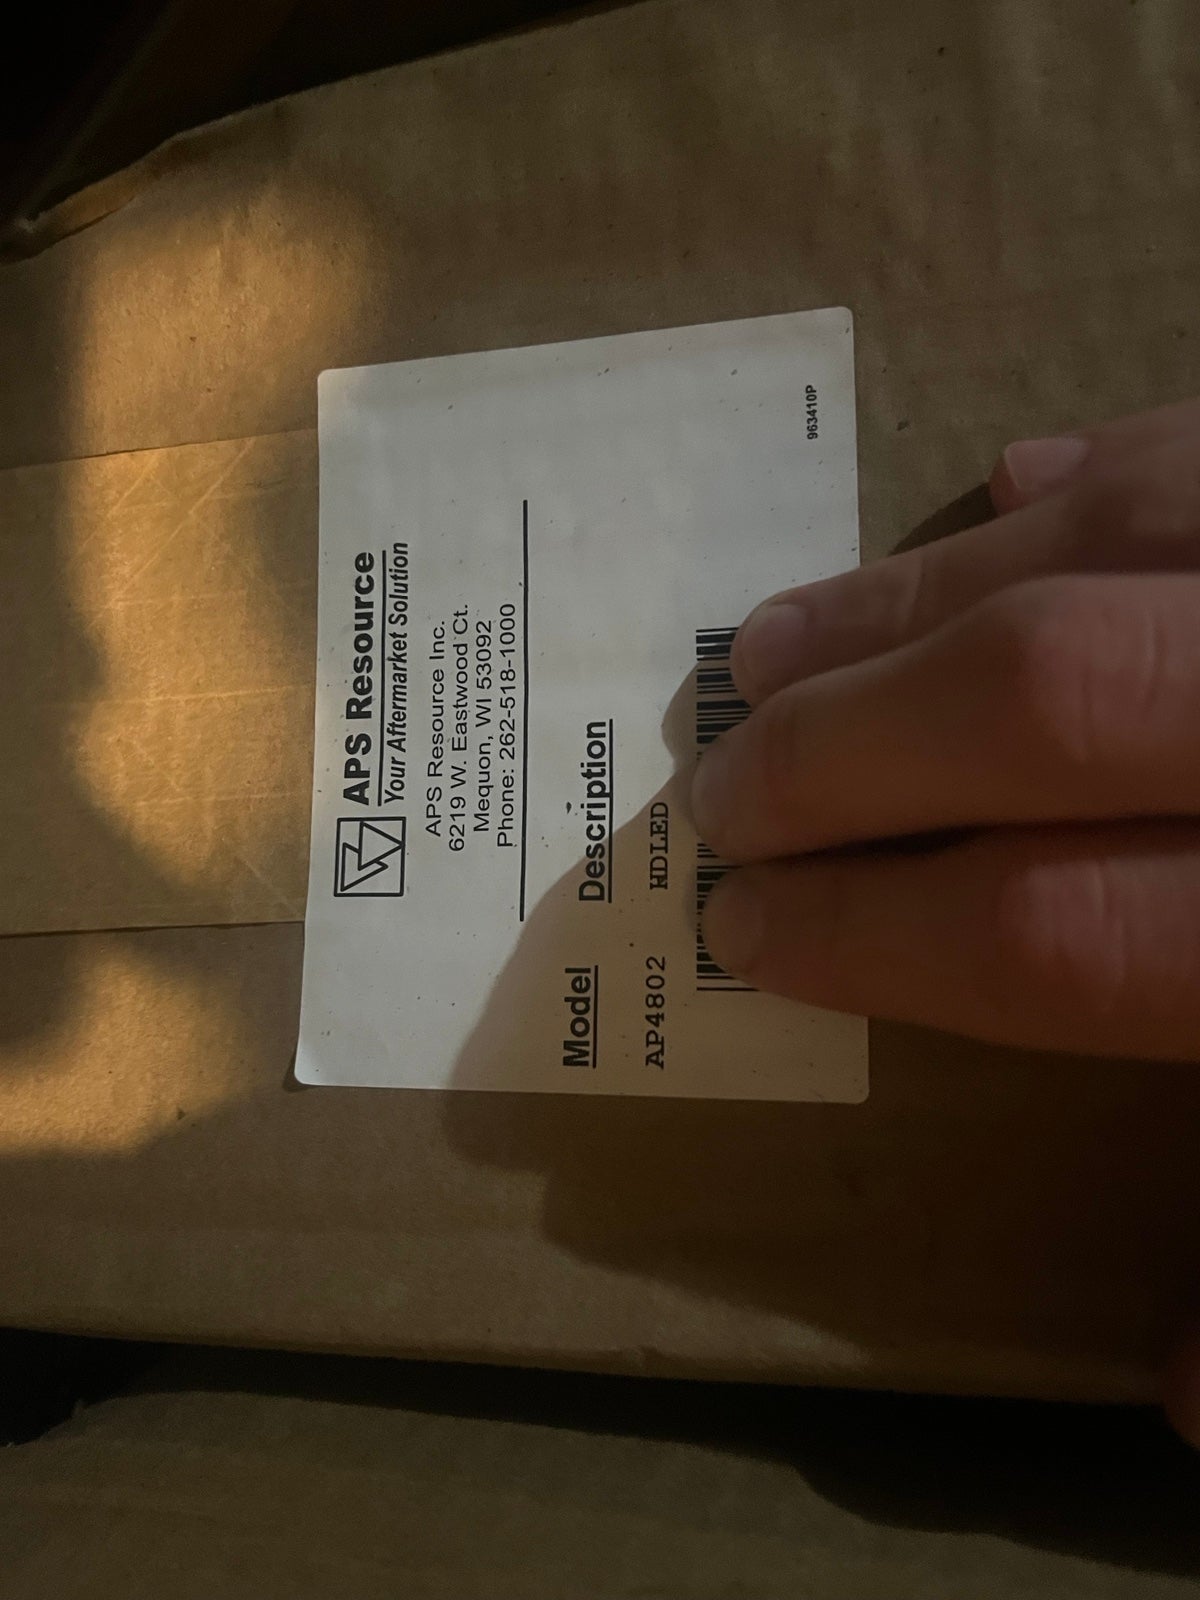 APS Resource
Your Aftermarket Solution
APS Resource Inc.
6219 W. Eastwood Ct.
Mequon, WI 53092
Phone: 262-518-1000
Model Description
AP4802 HDLED
963410P